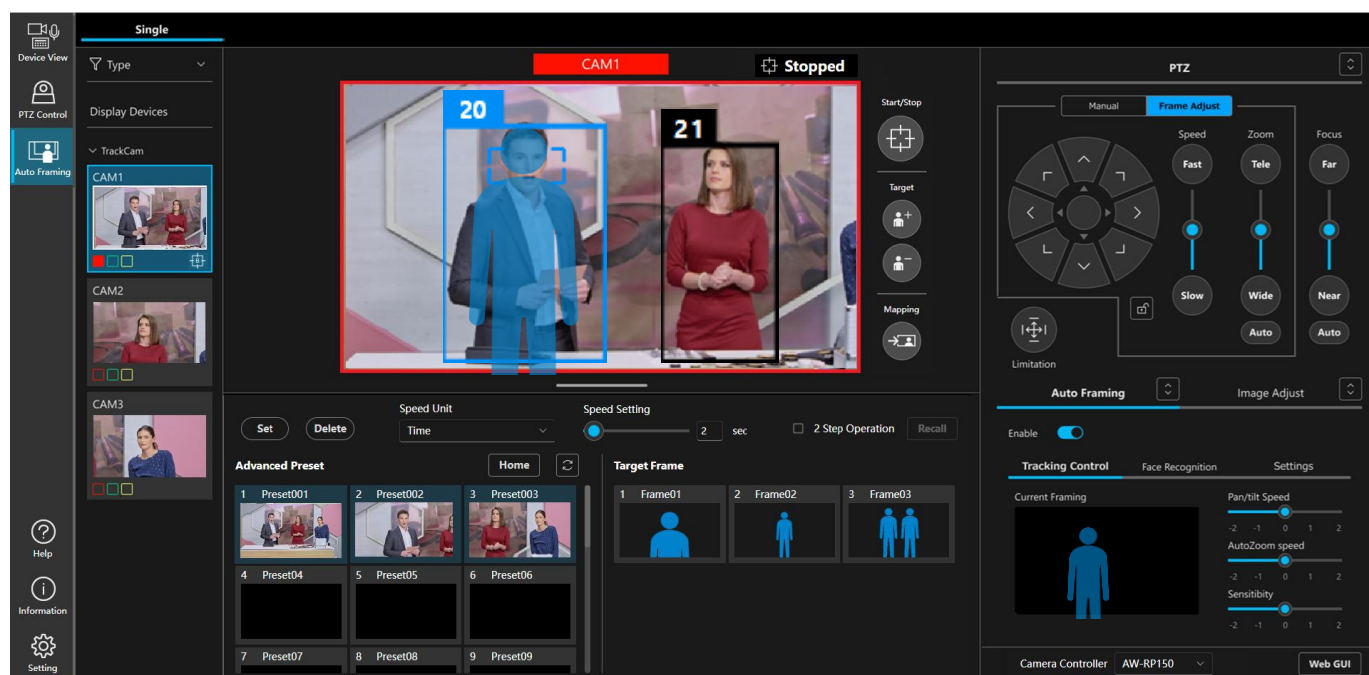 Device View
PTZ Control
Auto Framing
Help
Information
Setting
Single
Type
Display Devices
TrackCam
CAM1
CAM2
CAM3
CAM1
Stopped
20
21
Start/Stop
Target
Mapping
Set
Delete
Speed Unit
Time
Speed Setting
2 sec
2 Step Operation
Recall
Advanced Preset
Home
1 Preset001
2 Preset002
3 Preset003
4 Preset04
5 Preset05
6 Preset06
7 Preset07
8 Preset08
9 Preset09
Target Frame
1 Frame01
2 Frame02
3 Frame03
PTZ
Manual
Frame Adjust
Speed
Zoom
Focus
Fast
Tele
Far
Slow
Wide
Near
Auto
Auto
Limitation
Auto Framing
Image Adjust
Enable
Tracking Control
Face Recognition
Settings
Current Framing
Pan/tilt Speed
-2 -1 0 1 2
AutoZoom speed
-2 -1 0 1 2
Sensitibity
-2 -1 0 1 2
Camera Controller
AW-RP150
Web GUI